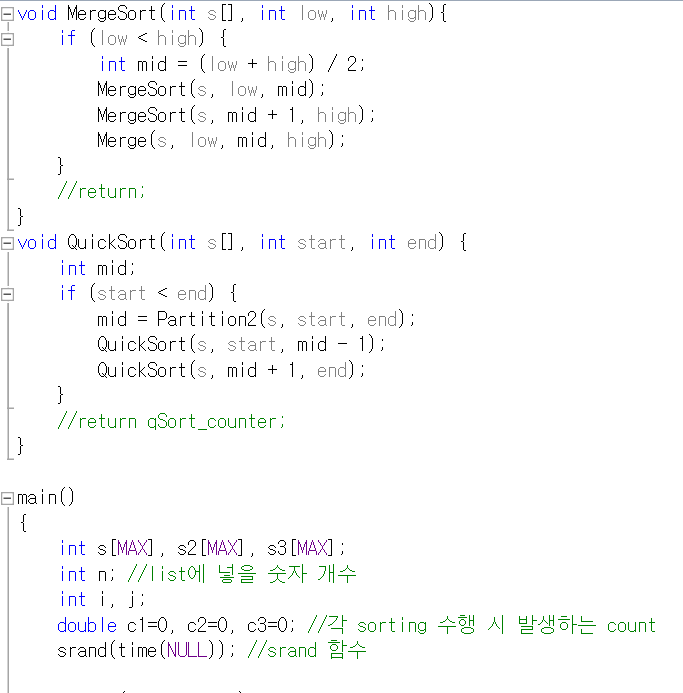 void MergeSort(int s[], int low, int high){
if (low < high) {
int mid = (low + high) / 2;
MergeSort(s, low, mid);
MergeSort(s, mid + 1, high);
Merge(s, low, mid, high);
}
//return;
}
void QuickSort(int s[], int start, int end) {
int mid;
if (start < end) {
mid = Partition2(s, start, end);
QuickSort(s, start, mid - 1);
QuickSort(s, mid + 1, end);
}
//return qSort_counter;
}
main()
{
int s[MAX], s2[MAX], s3[MAX];
int n; //list에 넣을 숫자 개수
int i, j;
double c1=0, c2=0, c3=0; //각 sorting 수행 시 발생하는 count
srand(time(NULL)); //srand 함수